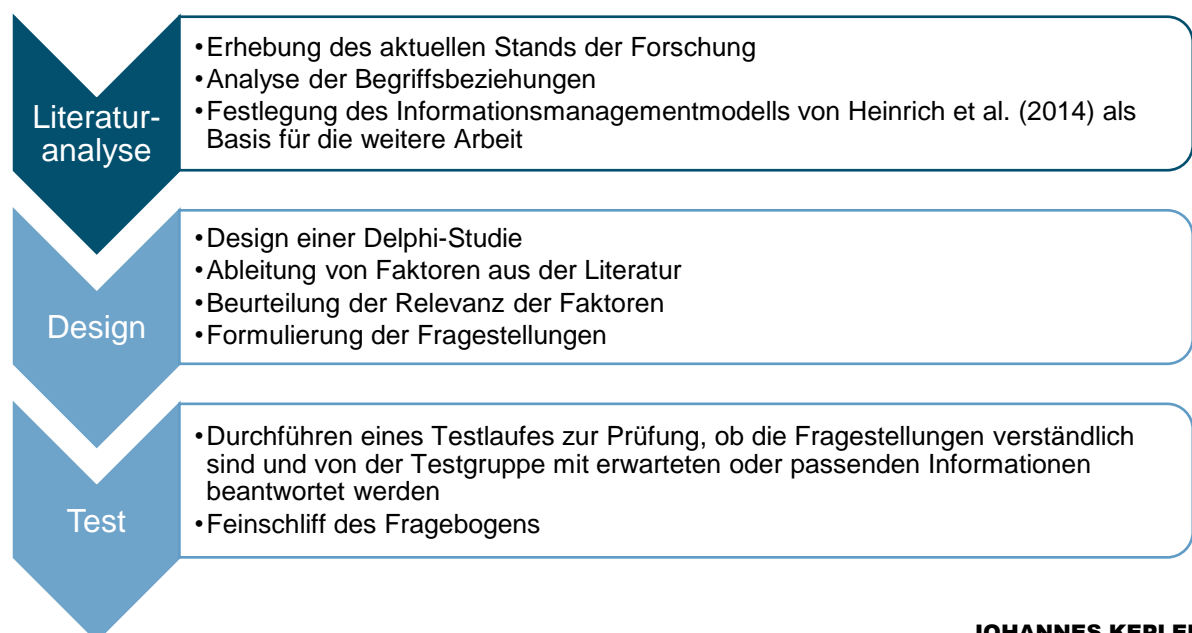 Literatur-
analyse
•Erhebung des aktuellen Stands der Forschung
•Analyse der Begriffsbeziehungen
•Festlegung des Informationsmanagementmodells von Heinrich et al. (2014) als
Basis für die weitere Arbeit
Design
•Design einer Delphi-Studie
•Ableitung von Faktoren aus der Literatur
•Beurteilung der Relevanz der Faktoren
•Formulierung der Fragestellungen
Test
•Durchführen eines Testlaufes zur Prüfung, ob die Fragestellungen verständlich
sind und von der Testgruppe mit erwarteten oder passenden Informationen
beantwortet werden
•Feinschliff des Fragebogens
JOHANNES